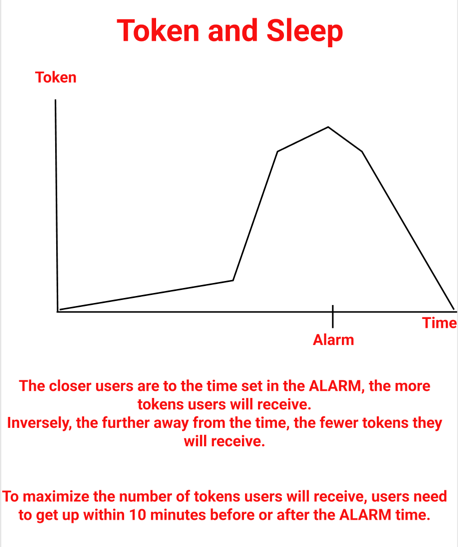 Token and Sleep
Token
Time
Alarm
The closer users are to the time set in the ALARM, the more
tokens users will receive.
Inversely, the further away from the time, the fewer tokens they
will receive.
To maximize the number of tokens users will receive, users need
to get up within 10 minutes before or after the ALARM time.